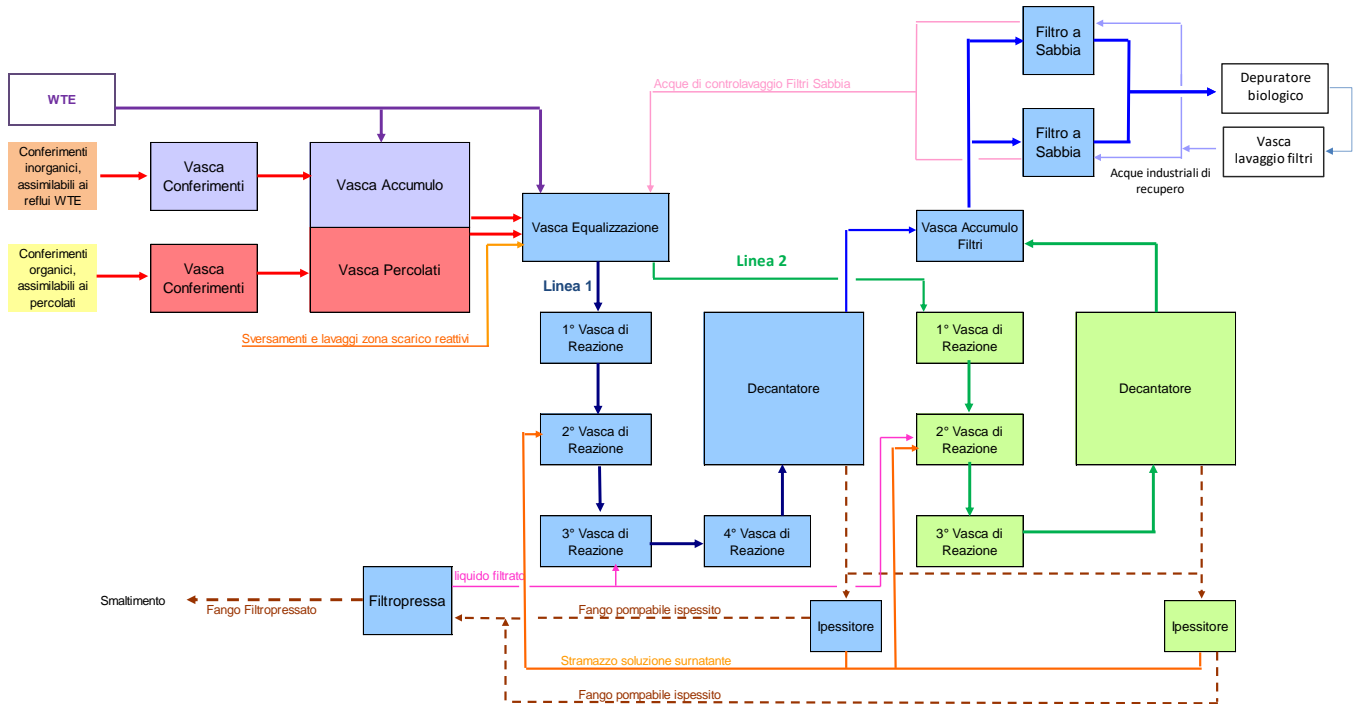 Filtro a
Sabbia
Acque di controlavaggio Filtri Sabbia
Depuratore
biologico
WTE
Filtro a
Sabbia
Vasca
lavaggio filtri
Acque industriali di
recupero
Conferimenti
inorganici,
assimilabili ai
reflui WTE
Vasca
Conferimenti
Vasca Accumulo
Vasca Equalizzazione
Vasca Accumulo
Filtri
Conferimenti
organici,
assimilabili ai
percolati
Vasca
Conferimenti
Vasca Percolati
Linea 1
Linea 2
Sversamenti e lavaggi zona scarico reattivi
1° Vasca di
Reazione
Decantatore
1° Vasca di
Reazione
Decantatore
2° Vasca di
Reazione
2° Vasca di
Reazione
3° Vasca di
Reazione
4° Vasca di
Reazione
3° Vasca di
Reazione
liquido filtrato
Smaltimento
Fango Filtropressato
Filtropressa
Fango pompabile ispessito
Ipessitore
Ipessitore
Stramazzo soluzione surnatante
Fango pompabile ispessito